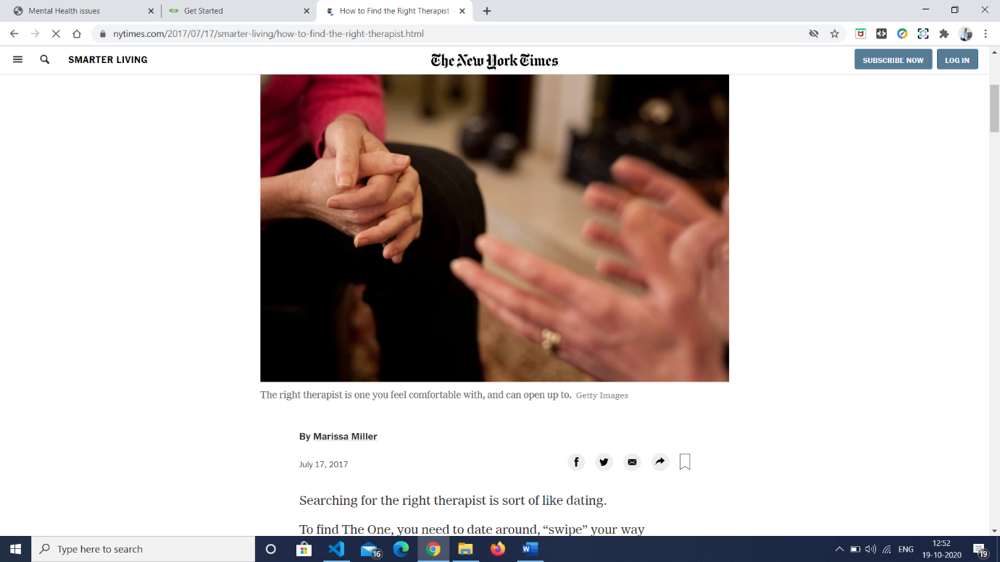 Mental Health issues
Get Started
How to Find the Right Therapist
nytimes.com/2017/07/17/smarter-living/how-to-find-the-right-therapist.html
SMARTER LIVING
The New York Times
SUBSCRIBE NOW
LOG IN
The right therapist is one you feel comfortable with, and can open up to. Getty Images
By Marissa Miller
July 17, 2017
Searching for the right therapist is sort of like dating.
To find The One, you need to date around, “swipe” your way
Type here to search
16
W
ENG
12:52
19-10-2020
19